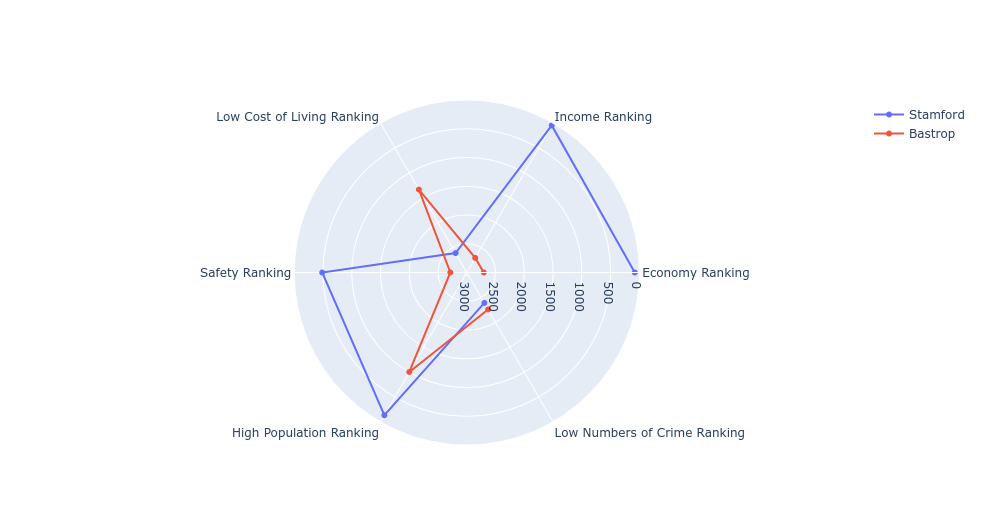 Low Cost of Living Ranking
Income Ranking
Stamford
Bastrop
Safety Ranking
Economy Ranking
3000
2500
2000
1500
1000
500
0
High Population Ranking
Low Numbers of Crime Ranking